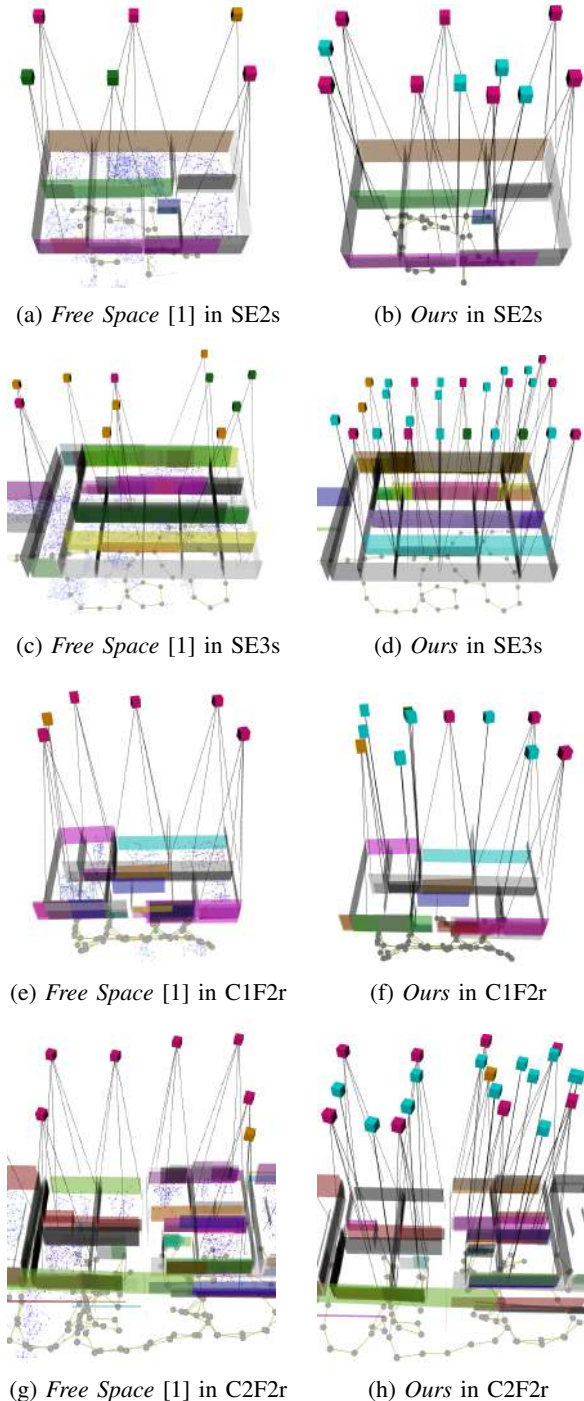 (a) Free Space [1] in SE2s
(b) Ours in SE2s
(c) Free Space [1] in SE3s
(d) Ours in SE3s
(e) Free Space [1] in C1F2r
(f) Ours in C1F2r
(g) Free Space [1] in C2F2r
(h) Ours in C2F2r